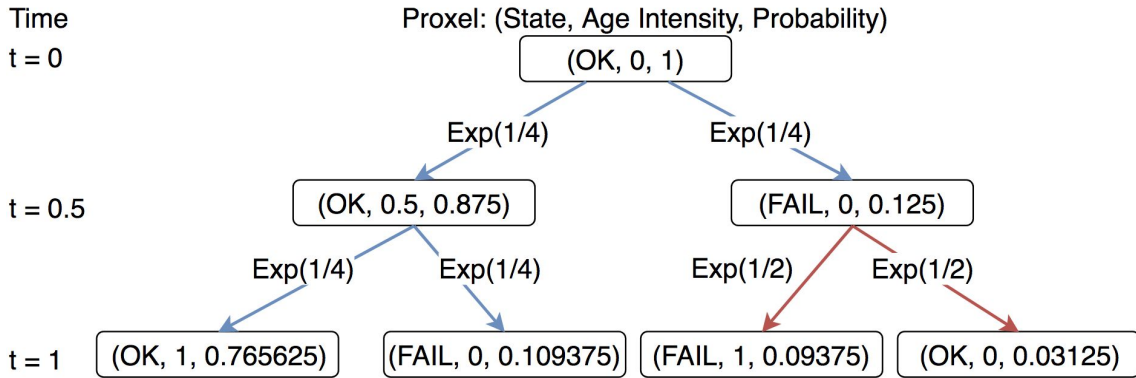 Time Proxel: (State, Age Intensity, Probability)
t = 0 (OK, 0, 1)
Exp(1/4) Exp(1/4)
t = 0.5 (OK, 0.5, 0.875) (FAIL, 0, 0.125)
Exp(1/4) Exp(1/4) Exp(1/2) Exp(1/2)
t = 1 (OK, 1, 0.765625) (FAIL, 0, 0.109375) (FAIL, 1, 0.09375) (OK, 0, 0.03125)